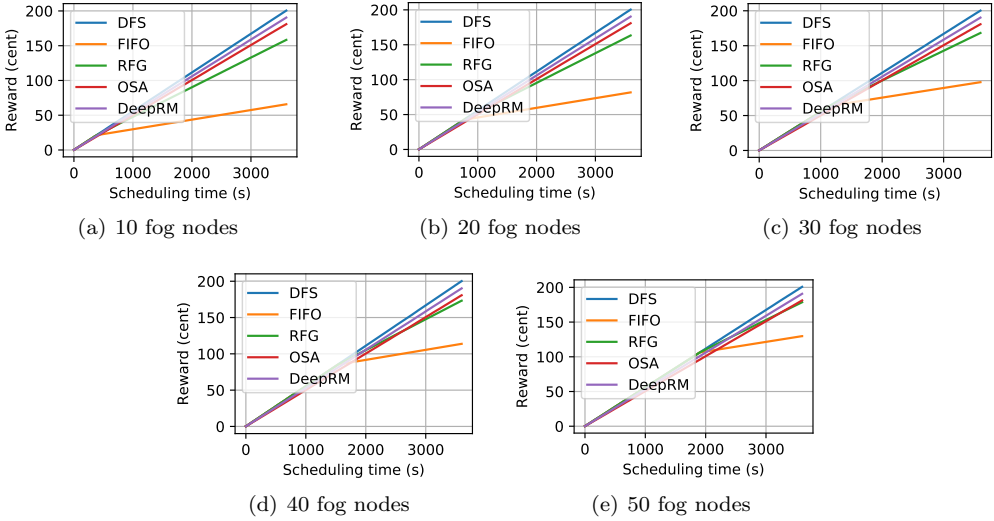 Reward (cent)
200
150
100
50
0
DFS
FIFO
RFG
OSA
DeepRM
0 1000 2000 3000
Scheduling time (s)
(a) 10 fog nodes
Reward (cent)
200
150
100
50
0
DFS
FIFO
RFG
OSA
DeepRM
0 1000 2000 3000
Scheduling time (s)
(b) 20 fog nodes
Reward (cent)
200
150
100
50
0
DFS
FIFO
RFG
OSA
DeepRM
0 1000 2000 3000
Scheduling time (s)
(c) 30 fog nodes
Reward (cent)
200
150
100
50
0
DFS
FIFO
RFG
OSA
DeepRM
0 1000 2000 3000
Scheduling time (s)
(d) 40 fog nodes
Reward (cent)
200
150
100
50
0
DFS
FIFO
RFG
OSA
DeepRM
0 1000 2000 3000
Scheduling time (s)
(e) 50 fog nodes